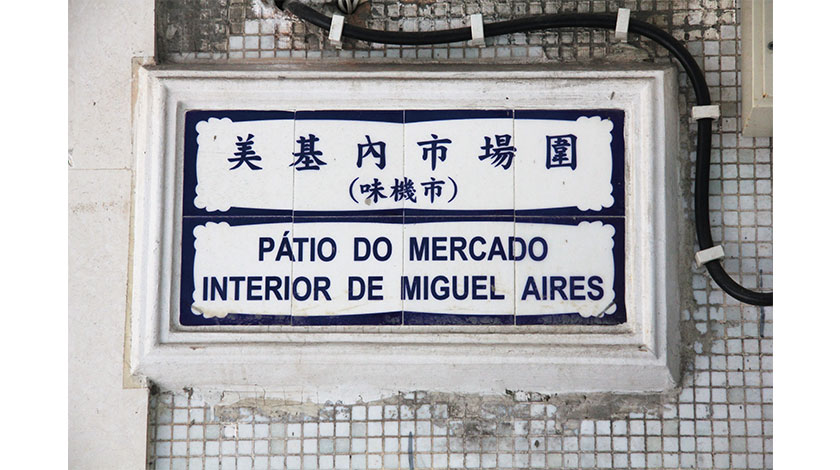 美基內市場圍
(味機市)
PÁTIO DO MERCADO
INTERIOR DE MIGUEL AIRES